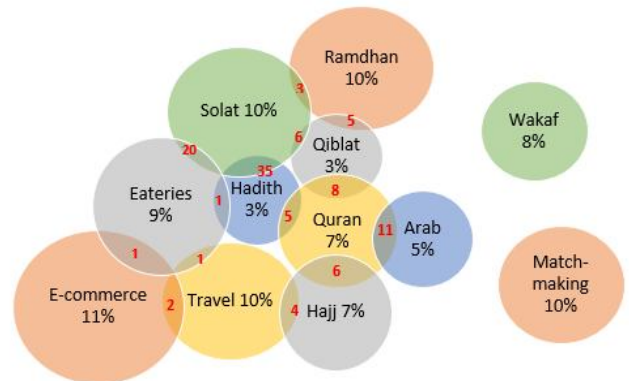 Ramdhan
10%
3
Solat 10%
5
6
Qiblat
3%
Wakaf
8%
20
35
Hadith
3%
Eateries
9%
1
8
5
Quran
7%
11
Arab
5%
1
1
6
Match-
making
10%
E-commerce
11%
2
Travel 10%
4
Hajj 7%